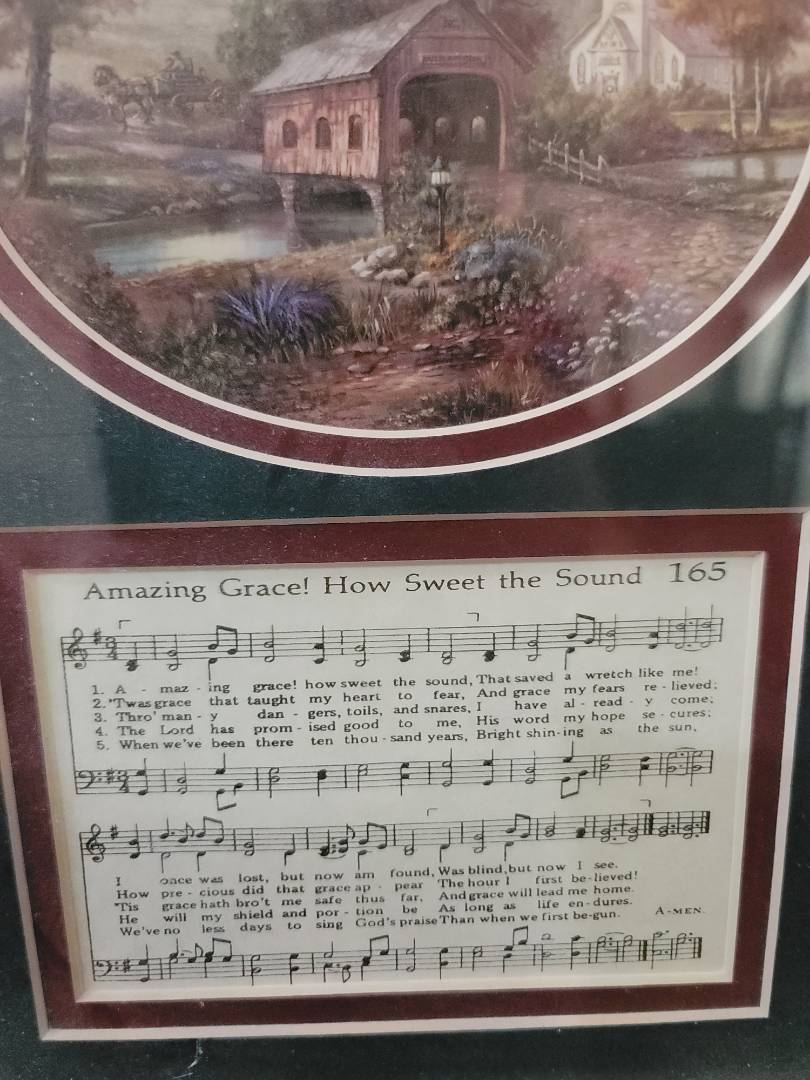 Amazing Grace! How Sweet the Sound 165
3
4
1. A - maz - ing grace! how sweet the sound, That saved a wretch like me!
2. 'Twas grace that taught my heart to fear, And grace my fears re - lieved;
3. Thro' man - y dan - gers, toils, and snares, I have al - read - y come;
4. The Lord has prom - ised good to me, His word my hope se - cures;
5. When we've been there ten thou - sand years, Bright shin - ing as the sun,
3
4
I once was lost, but now am found, Was blind, but now I see.
How pre - cious did that grace ap - pear The hour I first be - lieved!
'Tis grace hath bro't me safe thus far, And grace will lead me home.
He will my shield and por - tion be As long as life en - dures.
We've no less days to sing God's praise Than when we first be - gun. A - MEN.